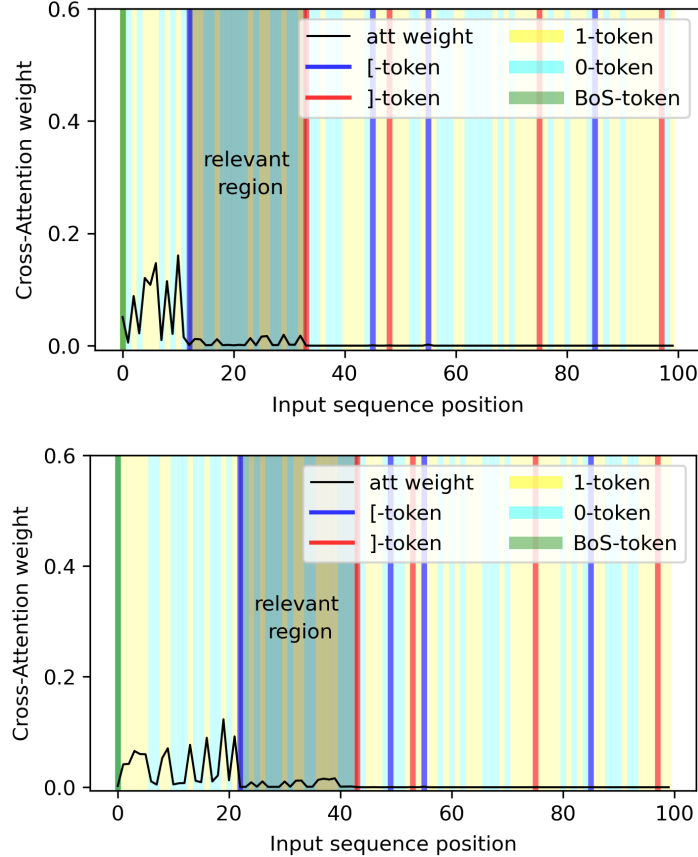 0.6
0.4
0.2
0.0
Cross-Attention weight
att weight
[-token
]-token
1-token
0-token
BoS-token
relevant
region
0 20 40 60 80 100
Input sequence position
0.6
0.4
0.2
0.0
Cross-Attention weight
att weight
[-token
]-token
1-token
0-token
BoS-token
relevant
region
0 20 40 60 80 100
Input sequence position